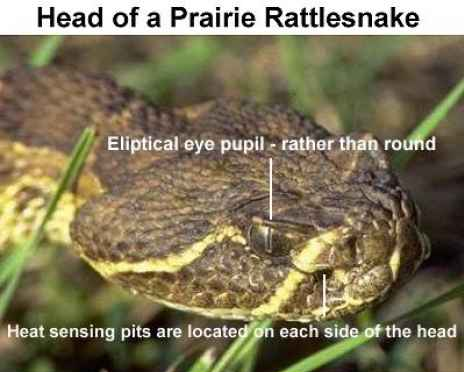 Head of a Prairie Rattlesnake
Eliptical eye pupil - rather than round
Heat sensing pits are located on each side of the head